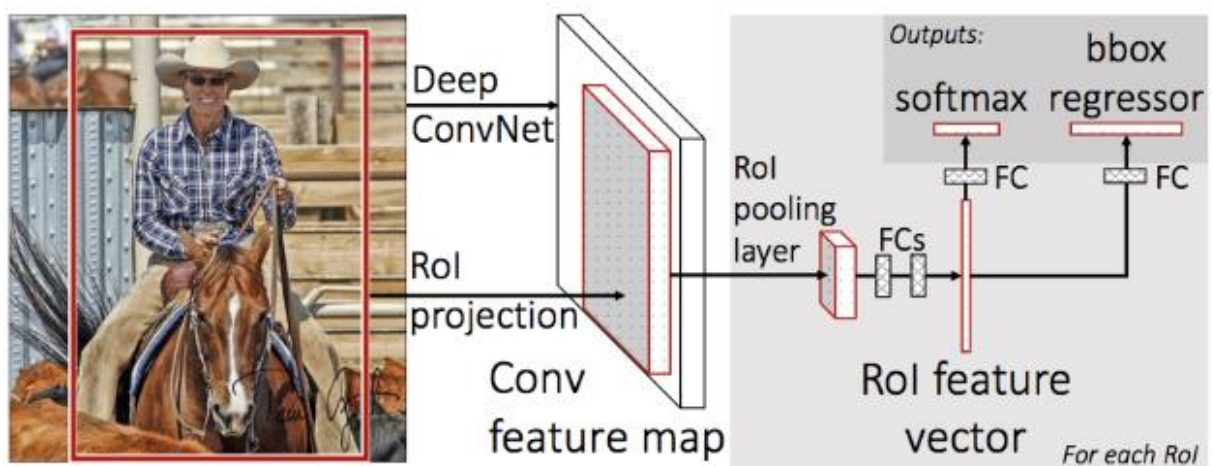 Deep
ConvNet
RoI
projection
Conv
feature map
RoI
pooling
layer
FCs
RoI feature
vector
Outputs:
softmax
bbox
regressor
FC
FC
For each RoI